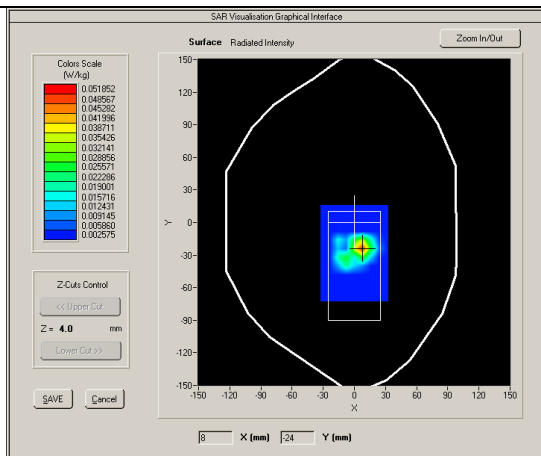 SAR Visualisation Graphical Interface
Surface Radiated Intensity
Zoom In/Out
Colors Scale
(W/kg)
0.051852
0.048567
0.045282
0.041996
0.038711
0.035426
0.032141
0.028856
0.025571
0.022286
0.019001
0.015716
0.012431
0.009145
0.005860
0.002575
Z-Cuts Control
<< Upper Cut
Z = 4.0 mm
Lower Cut >>
SAVE Cancel
150-
120-
90-
60-
30-
0-
-30-
-60-
-90-
-120-
-150-
Y
-150 -120 -90 -60 -30 0 30 60 90 120 150
X
8 X (mm) -24 Y (mm)